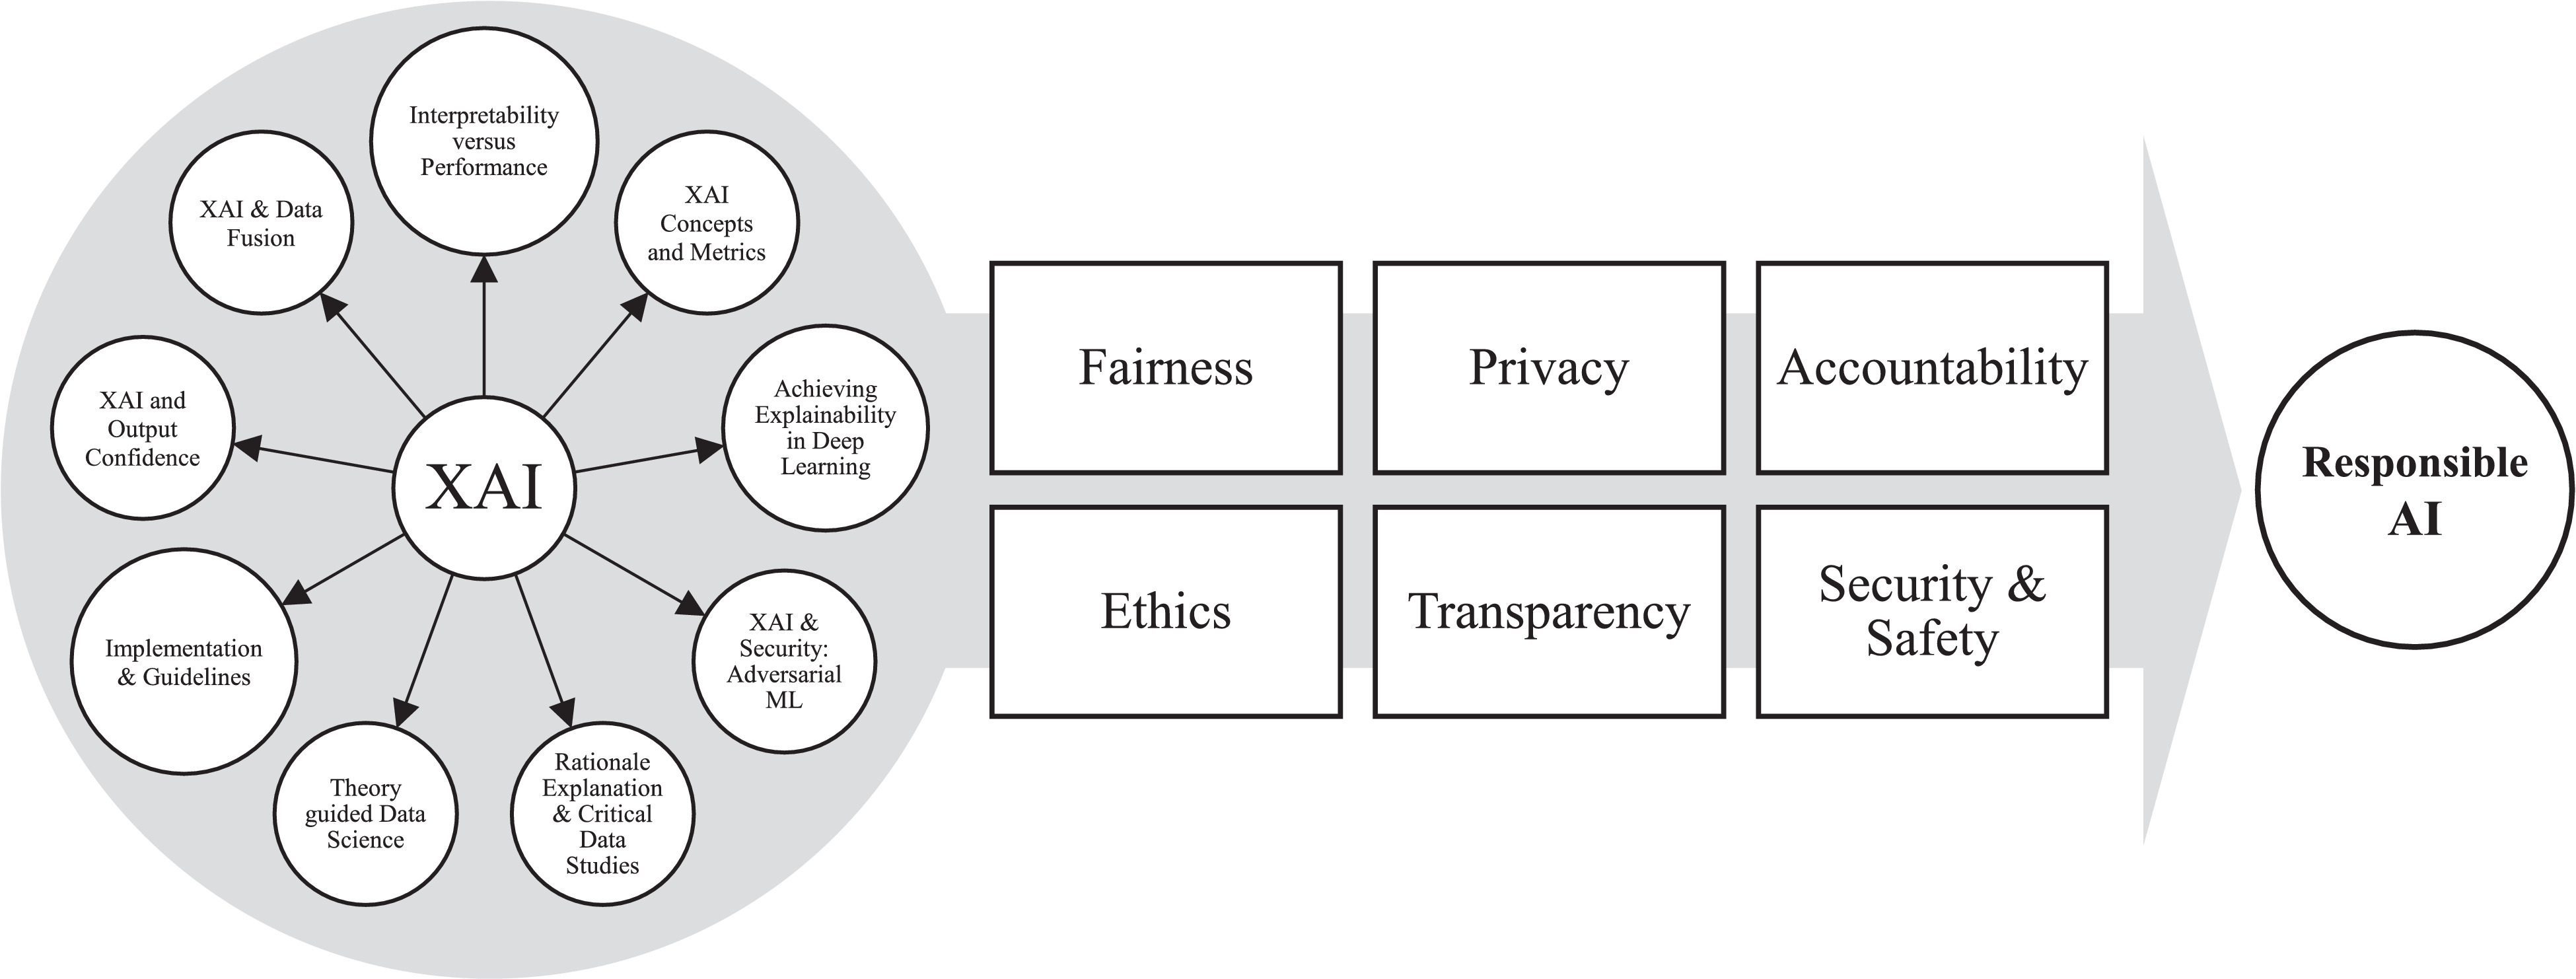 Interpretability
versus
Performance
XAI
Concepts
and Metrics
Achieving
Explainability
in Deep
Learning
XAI &
Security:
Adversarial
ML
Rationale
Explanation
& Critical
Data
Studies
Theory
guided Data
Science
Implementation
& Guidelines
XAI and
Output
Confidence
XAI & Data
Fusion
XAI
Fairness
Privacy
Accountability
Ethics
Transparency
Security &
Safety
Responsible
AI